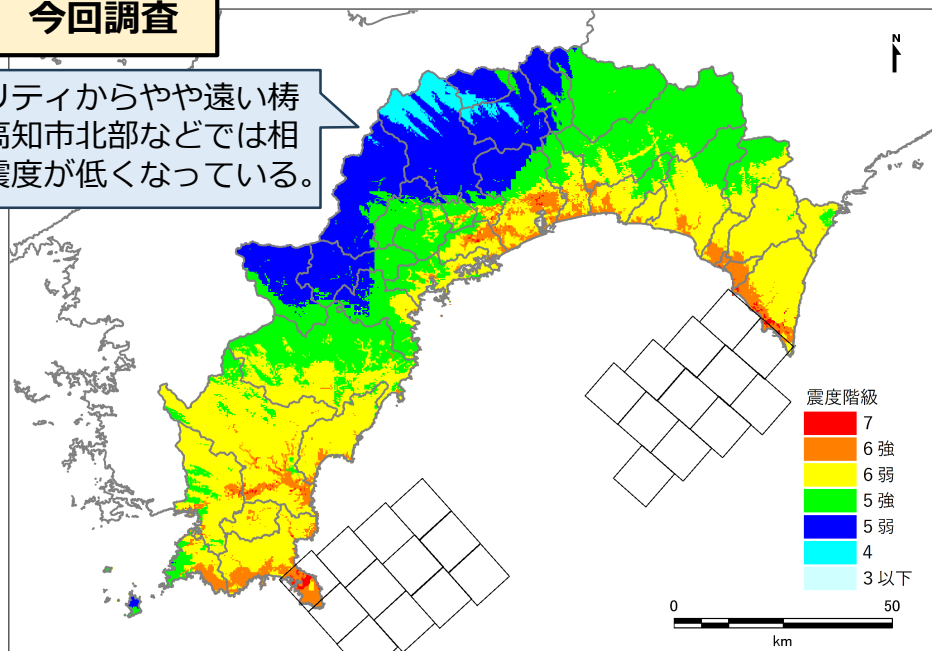 今回調査
リティからやや遠い梼
高知市北部などでは相
震度が低くなっている。
N
震度階級
7
6強
6弱
5強
5弱
4
3以下
0 50
km